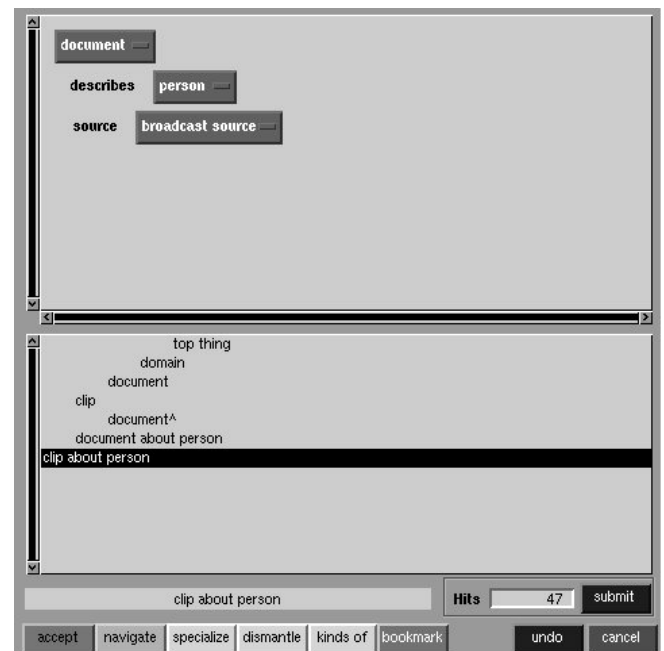 document
describes person
source broadcast source
top thing
domain
document
clip
document^
document about person
clip about person
clip about person Hits 47 submit
accept navigate specialize dismantle kinds of bookmark undo cancel